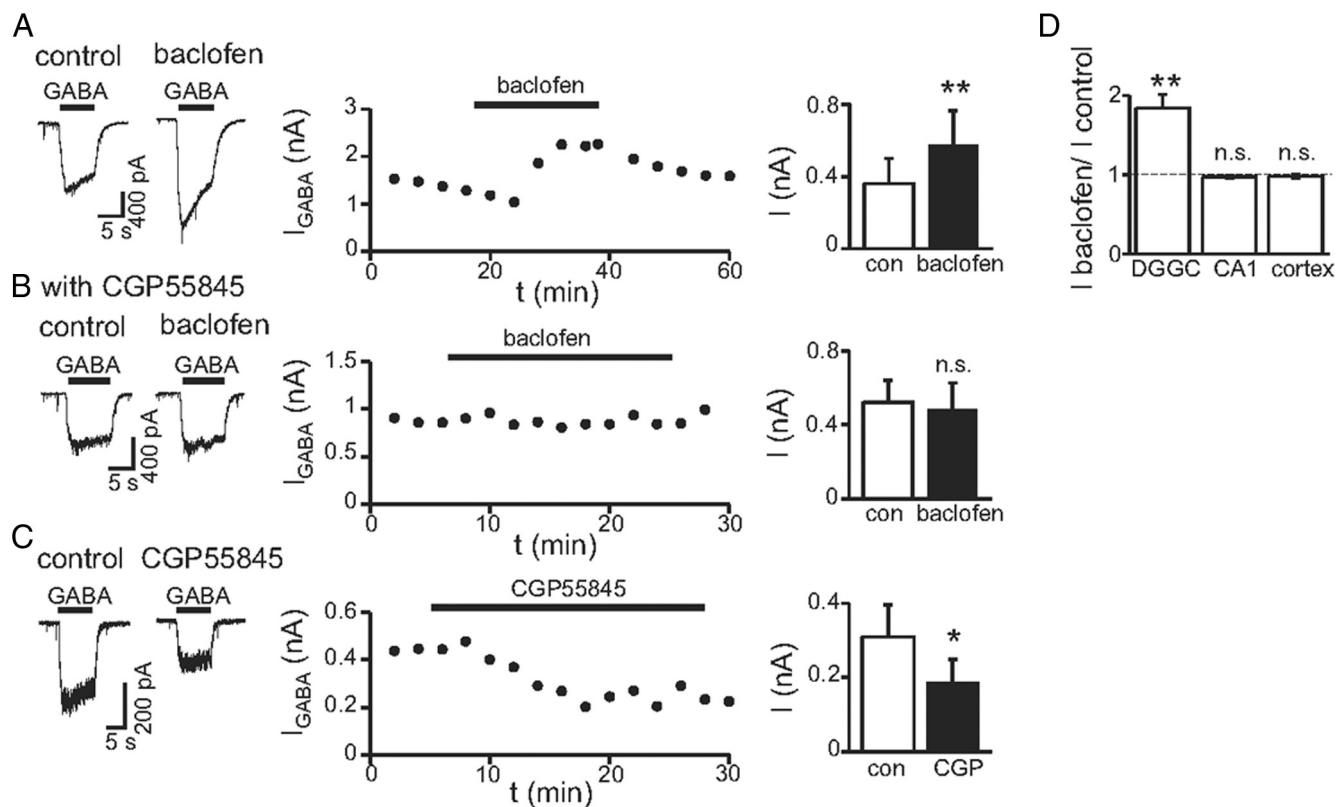 A
control baclofen
GABA GABA
400 pA
5 s
I GABA (nA)
3
2
1
0
baclofen
0 20 40 60
t (min)
I (nA)
0.8
0.4
0
**
con baclofen
D
I baclofen/ I control
2
1
0
**
n.s. n.s.
DGGC CA1 cortex
B with CGP55845
control baclofen
GABA GABA
400 pA
5 s
I GABA (nA)
1.5
1
0.5
0
baclofen
0 10 20 30
t (min)
I (nA)
0.8
0.4
0
n.s.
con baclofen
C
control CGP55845
GABA GABA
200 pA
5 s
I GABA (nA)
0.6
0.4
0.2
0
CGP55845
0 10 20 30
t (min)
I (nA)
0.4
0.2
0
*
con CGP